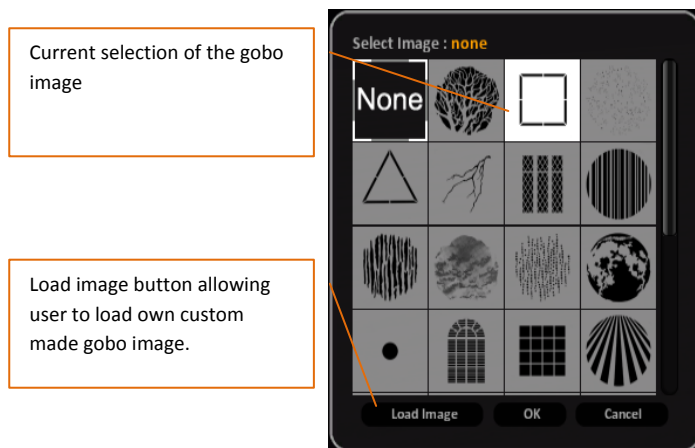 Current selection of the gobo
image
Select Image : none
None
Load image button allowing
user to load own custom
made gobo image.
Load Image
OK
Cancel